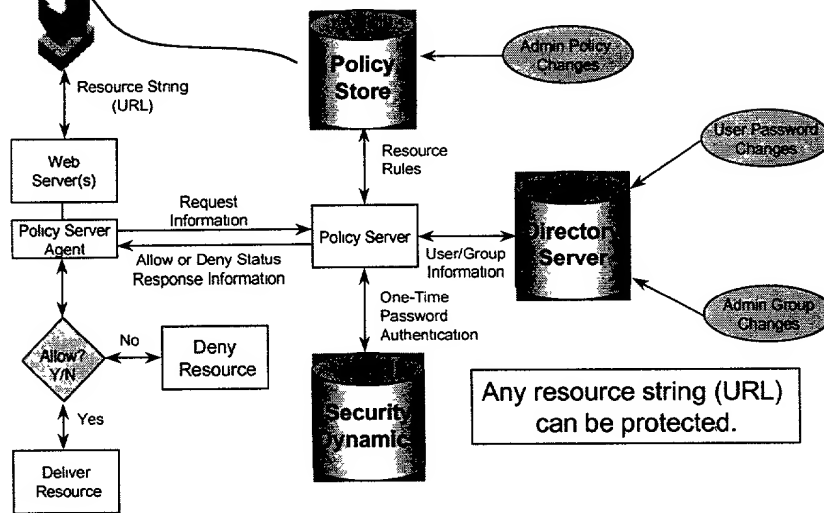 Policy
Store
Admin Policy
Changes
Resource String
(URL)
User Password
Changes
Web
Server(s)
Resource
Rules
Request
Information
Policy Server
Agent
Policy Server
Directory
Server
Allow or Deny Status
Response Information
User/Group
Information
One-Time
Password
Authentication
Admin Group
Changes
Allow?
Y/N
No
Deny
Resource
Yes
Security
Dynamic
Any resource string (URL)
can be protected.
Deliver
Resource